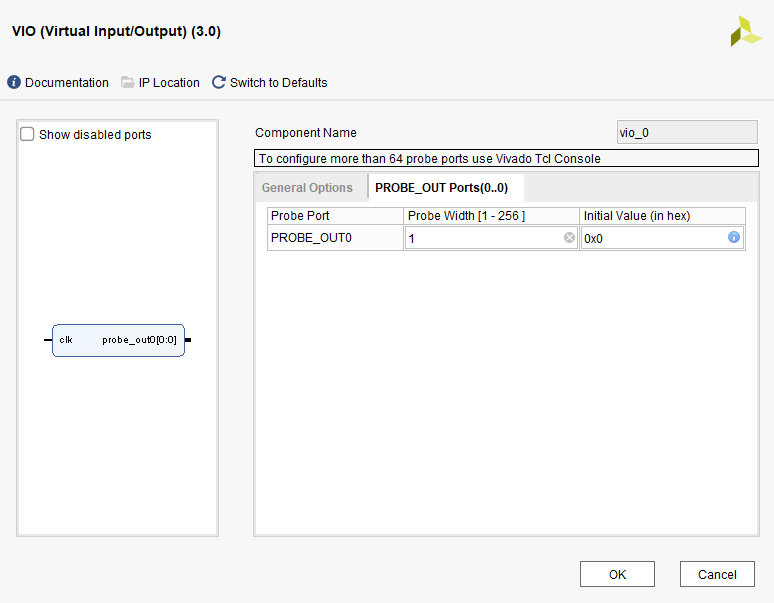 VIO (Virtual Input/Output) (3.0)
Documentation IP Location Switch to Defaults
Show disabled ports
Component Name vio_0
To configure more than 64 probe ports use Vivado Tcl Console
General Options PROBE_OUT Ports(0..0)
Probe Port Probe Width [1 - 256 ] Initial Value (in hex)
PROBE_OUT0 1 0x0
clk probe_out0[0:0]
OK Cancel